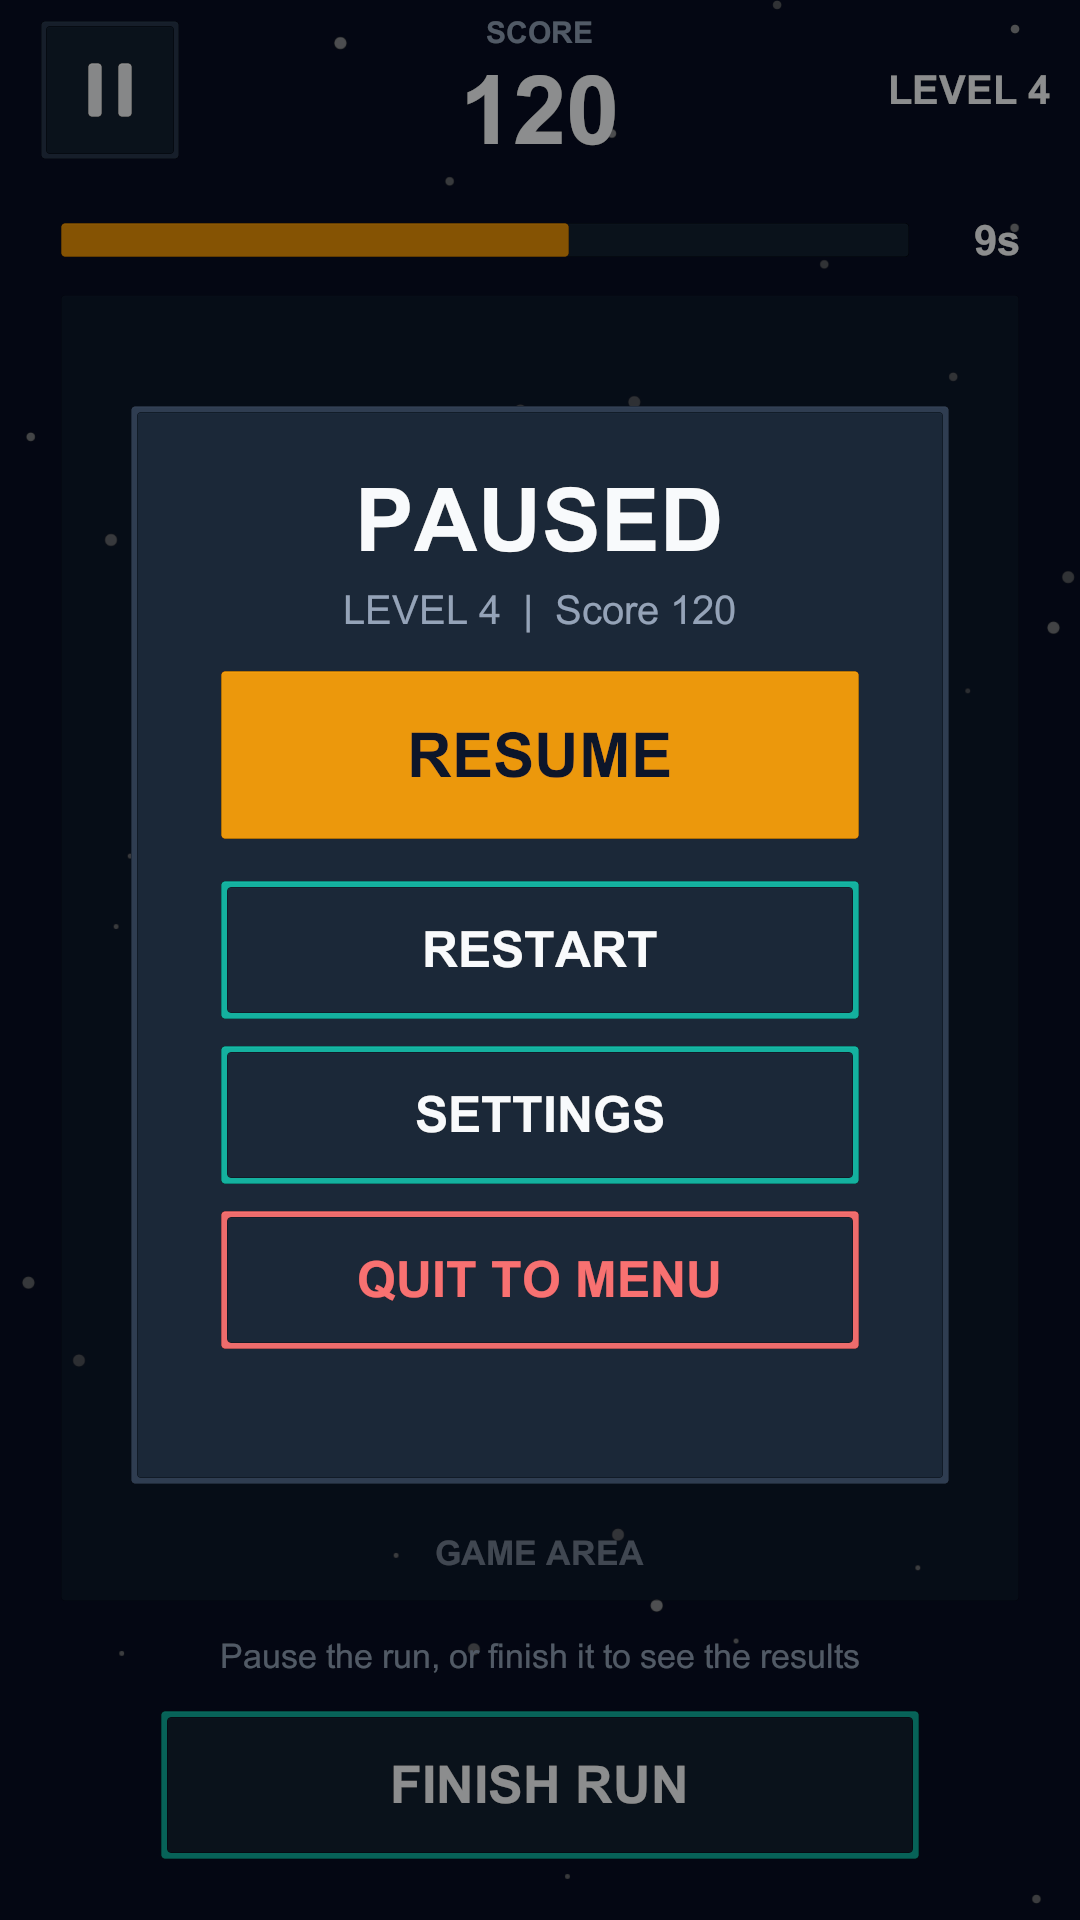 SCORE
120
LEVEL 4
9s
PAUSED
LEVEL 4 | Score 120
RESUME
RESTART
SETTINGS
QUIT TO MENU
GAME AREA
Pause the run, or finish it to see the results
FINISH RUN